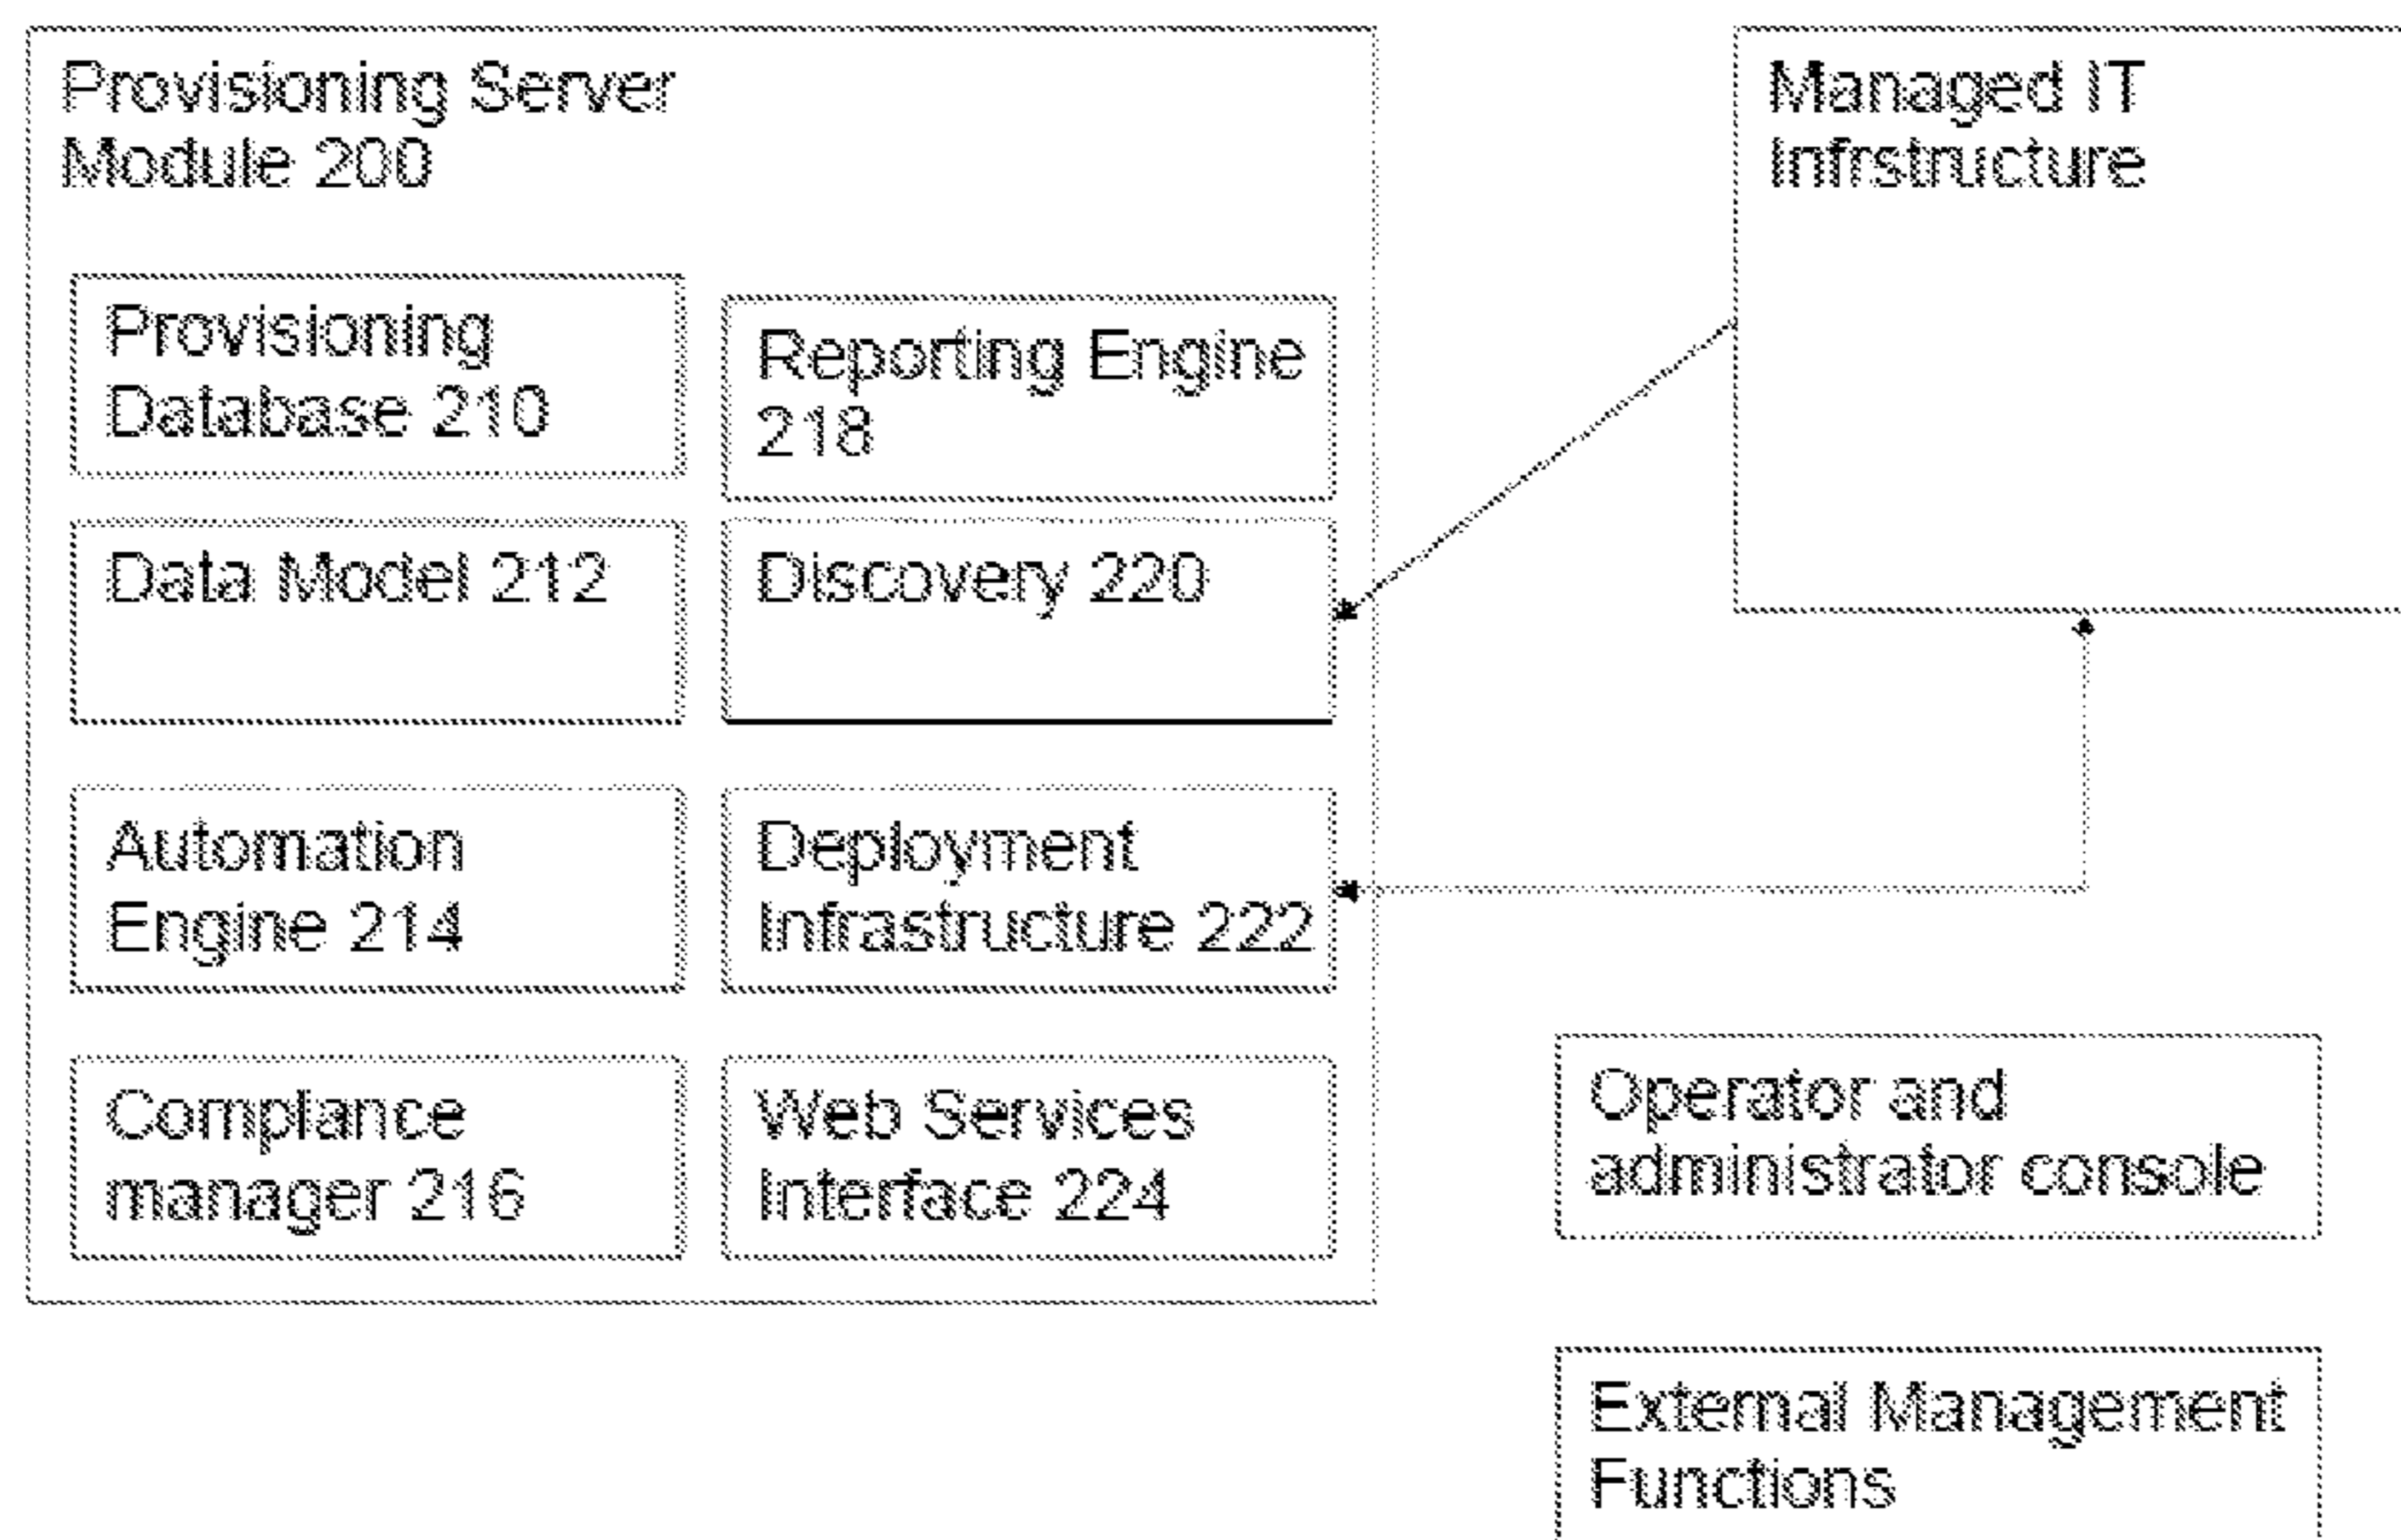 Provisioning Server
Module 200
Provisioning
Database 210
Reporting Engine
218
Data Model 212
Discovery 220
Automation
Engine 214
Deployment
Infrastructure 222
Complance
manager 216
Web Services
Interface 224
Managed IT
Infrstructure
Operator and
administrator console
External Management
Functions